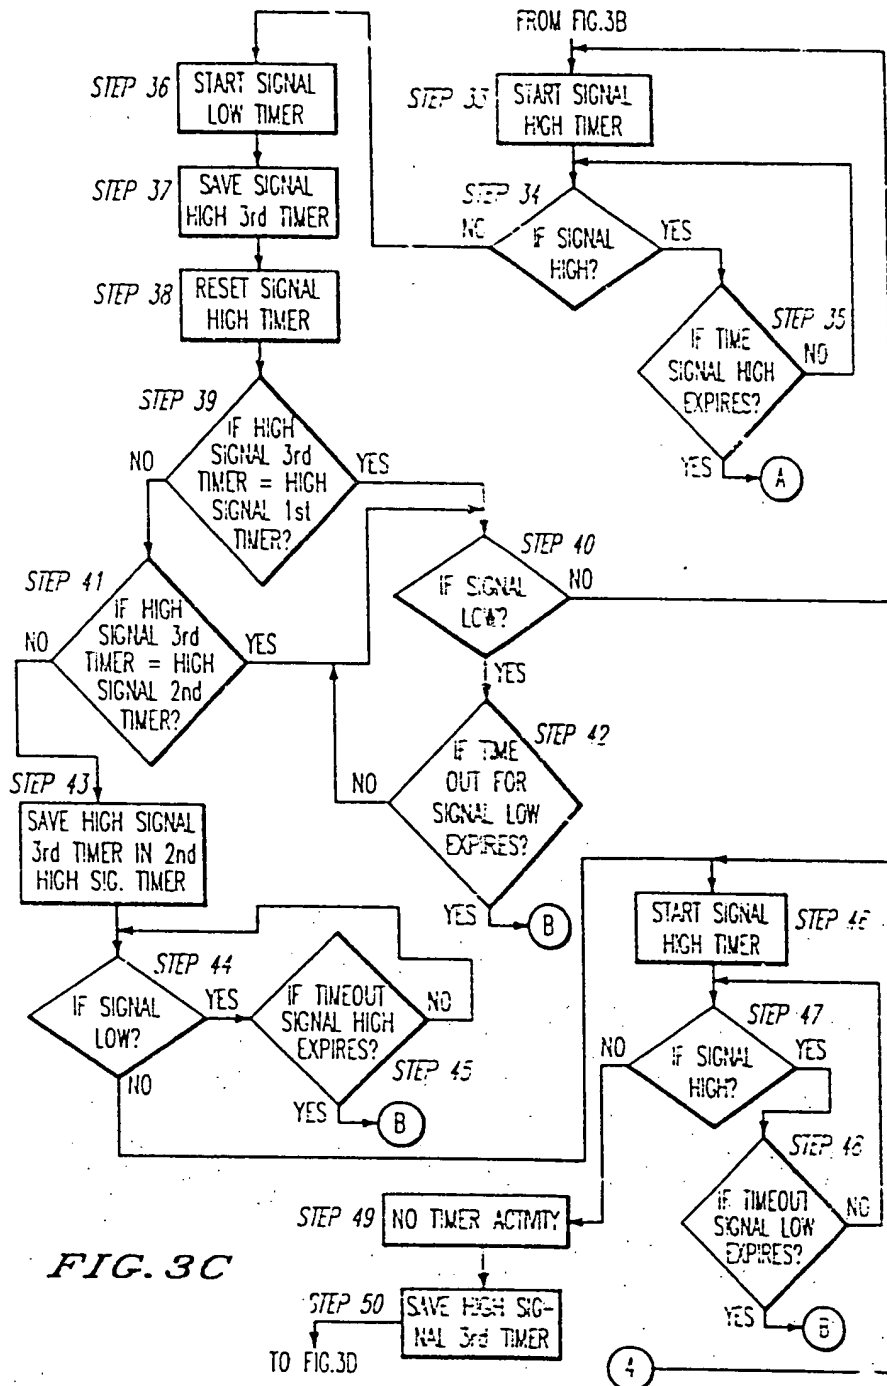 FROM FIG.3B
STEP 33
START SIGNAL
HIGH TIMER
STEP 34
IF SIGNAL
HIGH?
NO
YES
STEP 35
IF TIME
SIGNAL HIGH
EXPIRES?
NO
YES
A
STEP 36
START SIGNAL
LOW TIMER
STEP 37
SAVE SIGNAL
HIGH 3rd TIMER
STEP 38
RESET SIGNAL
HIGH TIMER
STEP 39
IF HIGH
SIGNAL 3rd
TIMER = HIGH
SIGNAL 1st
TIMER?
NO
YES
STEP 40
IF SIGNAL
LOW?
NO
YES
STEP 41
IF HIGH
SIGNAL 3rd
TIMER = HIGH
SIGNAL 2nd
TIMER?
NO
YES
STEP 42
IF TIME
OUT FOR
SIGNAL LOW
EXPIRES?
NO
YES
B
STEP 43
SAVE HIGH SIGNAL
3rd TIMER IN 2nd
HIGH SIG. TIMER
STEP 44
IF SIGNAL
LOW?
YES
NO
IF TIMEOUT
SIGNAL HIGH
EXPIRES?
NO
STEP 45
YES
B
START SIGNAL
HIGH TIMER
STEP 46
STEP 47
IF SIGNAL
HIGH?
NO
YES
STEP 48
IF TIMEOUT
SIGNAL LOW
EXPIRES?
NO
YES
B
STEP 49
NO TIMER ACTIVITY
STEP 50
SAVE HIGH SIG-
NAL 3rd TIMER
TO FIG.3D
4
FIG.3C